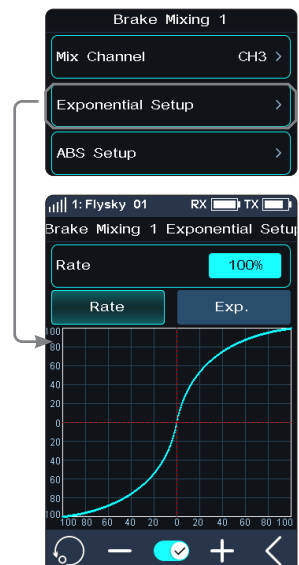 Brake Mixing 1
Mix Channel CH3 >
Exponential Setup >
ABS Setup >
1: Flysky 01 RX TX
Brake Mixing 1 Exponential Setu
Rate 100%
Rate Exp.
100
80
60
40
20
0
20
40
60
80
100
100 80 60 40 20 0 20 40 60 80 100